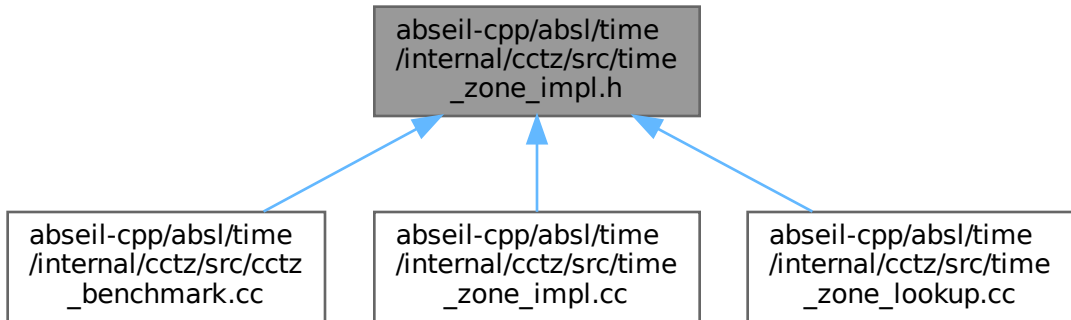 abseil-cpp/absl/time
/internal/cctz/src/time
_zone_impl.h
abseil-cpp/absl/time
/internal/cctz/src/cctz
_benchmark.cc
abseil-cpp/absl/time
/internal/cctz/src/time
_zone_impl.cc
abseil-cpp/absl/time
/internal/cctz/src/time
_zone_lookup.cc